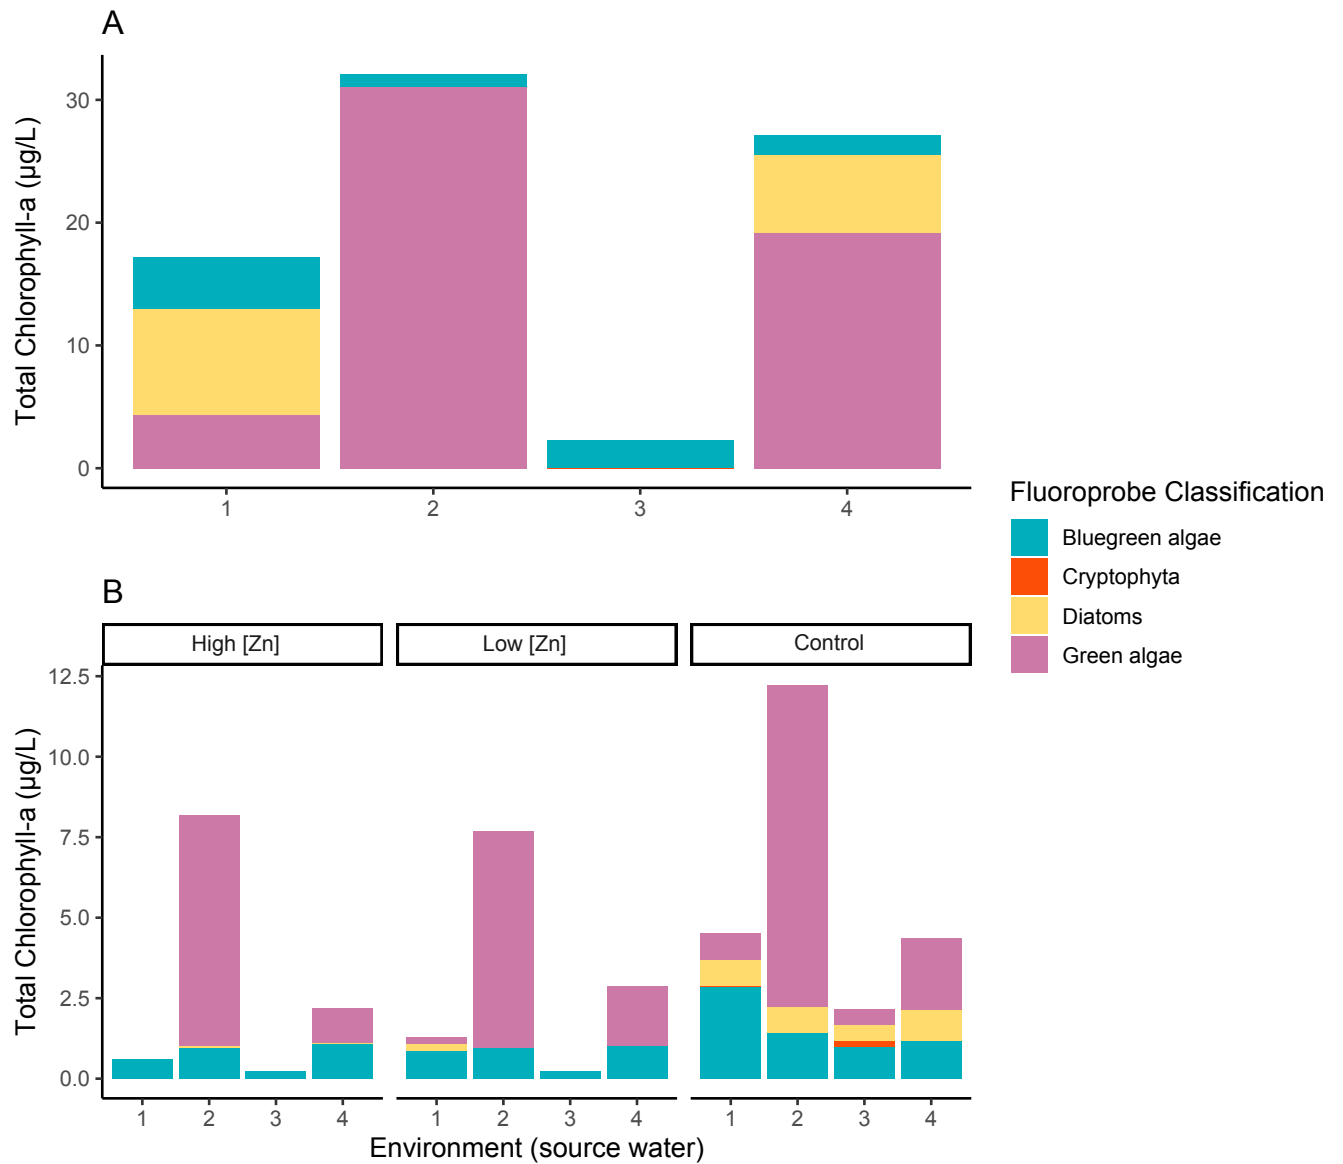 A
Total Chlorophyll-a (µg/L)
30
20
10
0
1 2 3 4
Fluoroprobe Classification
Bluegreen algae
Cryptophyta
Diatoms
Green algae
B
High [Zn] Low [Zn] Control
Total Chlorophyll-a (µg/L)
12.5
10.0
7.5
5.0
2.5
0.0
1 2 3 4 1 2 3 4 1 2 3 4
Environment (source water)